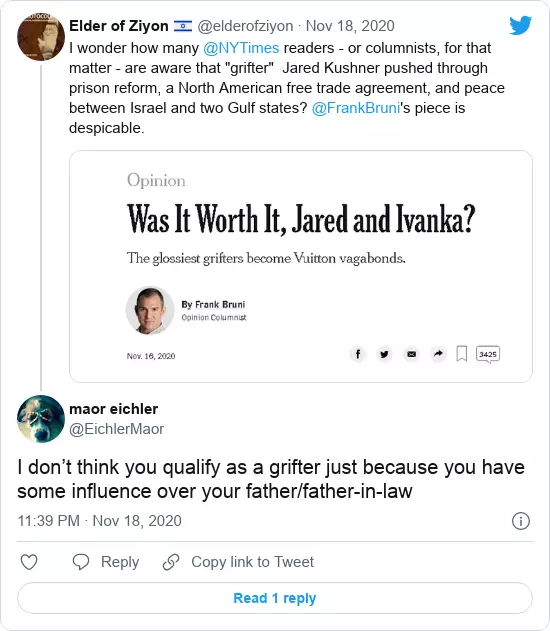 Elder of Ziyon 🇮🇱 @elderofziyon · Nov 18, 2020
I wonder how many @NYTimes readers - or columnists, for that
matter - are aware that "grifter"  Jared Kushner pushed through
prison reform, a North American free trade agreement, and peace
between Israel and two Gulf states? @FrankBruni's piece is
despicable.
Opinion
Was It Worth It, Jared and Ivanka?
The glossiest grifters become Vuitton vagabonds.
By Frank Bruni
Opinion Columnist
Nov. 16, 2020
3425
maor eichler
@EichlerMaor
I don’t think you qualify as a grifter just because you have
some influence over your father/father-in-law
11:39 PM · Nov 18, 2020
Reply
Copy link to Tweet
Read 1 reply